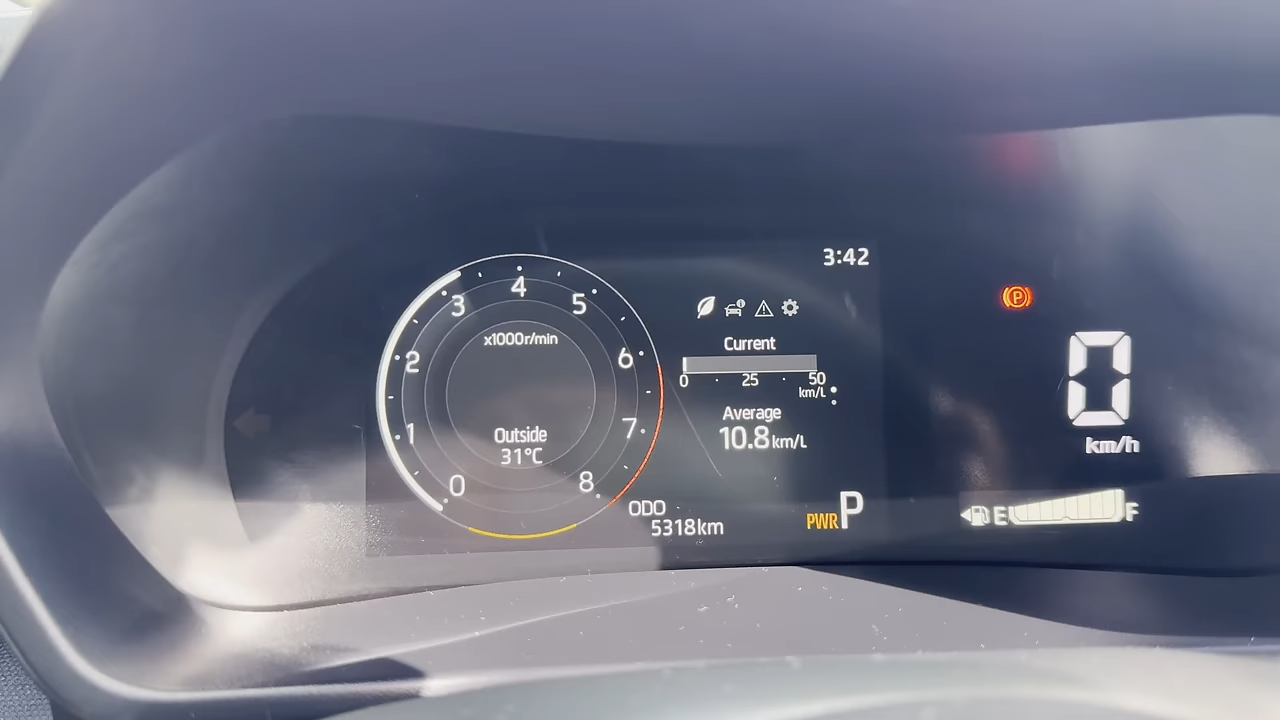 3:42
4
3
5
x1000r/min
2
6
Current
0
25
50
km/L
Average
10.8km/L
1
7
Outside
31°C
0
8
ODO
5318km
PWR P
(P)
0
km/h
E
F